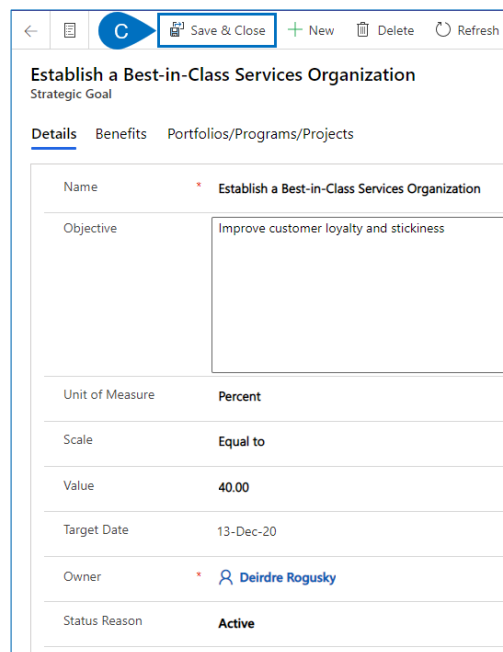 C Save & Close New Delete Refresh
Establish a Best-in-Class Services Organization
Strategic Goal
Details Benefits Portfolios/Programs/Projects
Name * Establish a Best-in-Class Services Organization
Objective Improve customer loyalty and stickiness
Unit of Measure Percent
Scale Equal to
Value 40.00
Target Date 13-Dec-20
Owner * Deirdre Rogusky
Status Reason Active